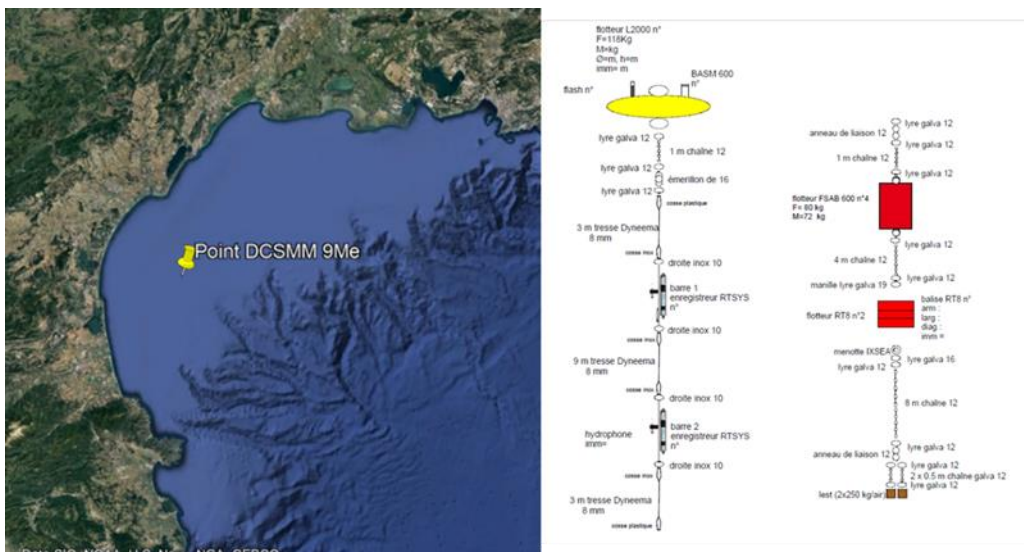 Point DCSMM 9Me
flotteur L2000 n°
F=118Kg
M=kg
Ø=m, h=m
imm= m
BASM 600
n°
flash n°
lyre galva 12
1 m chaîne 12
lyre galva 12
émerillon de 16
lyre galva 12
cosse plastique
3 m tresse Dyneema
8 mm
cosse inox
droite inox 10
barre 1
enregistreur RTSYS
n°
droite inox 10
cosse inox
9 m tresse Dyneema
8 mm
cosse inox
droite inox 10
hydrophone
imm=
barre 2
enregistreur RTSYS
n°
droite inox 10
cosse inox
3 m tresse Dyneema
8 mm
cosse plastique
lyre galva 12
anneau de liaison 12
lyre galva 12
1 m chaîne 12
lyre galva 12
flotteur FSAB 600 n°4
F= 60 kg
M=72 kg
lyre galva 12
4 m chaîne 12
lyre galva 12
manille lyre galva 19
flotteur RT8 n°2
balise RT8 n°
arm :
larg :
diag :
imm =
menotte IXSEA
lyre galva 16
lyre galva 12
8 m chaîne 12
lyre galva 12
anneau de liaison 12
lyre galva 12
2 x 0.5 m chaîne galva 12
lyre galva 12
lest (2x250 kg/air)